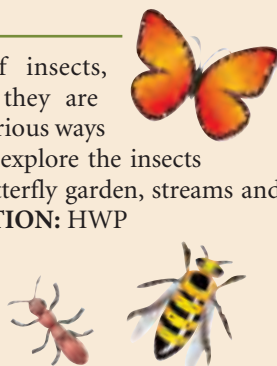 f insects,
they are
rious ways
explore the insects
tterfly garden, streams and
TION: HWP